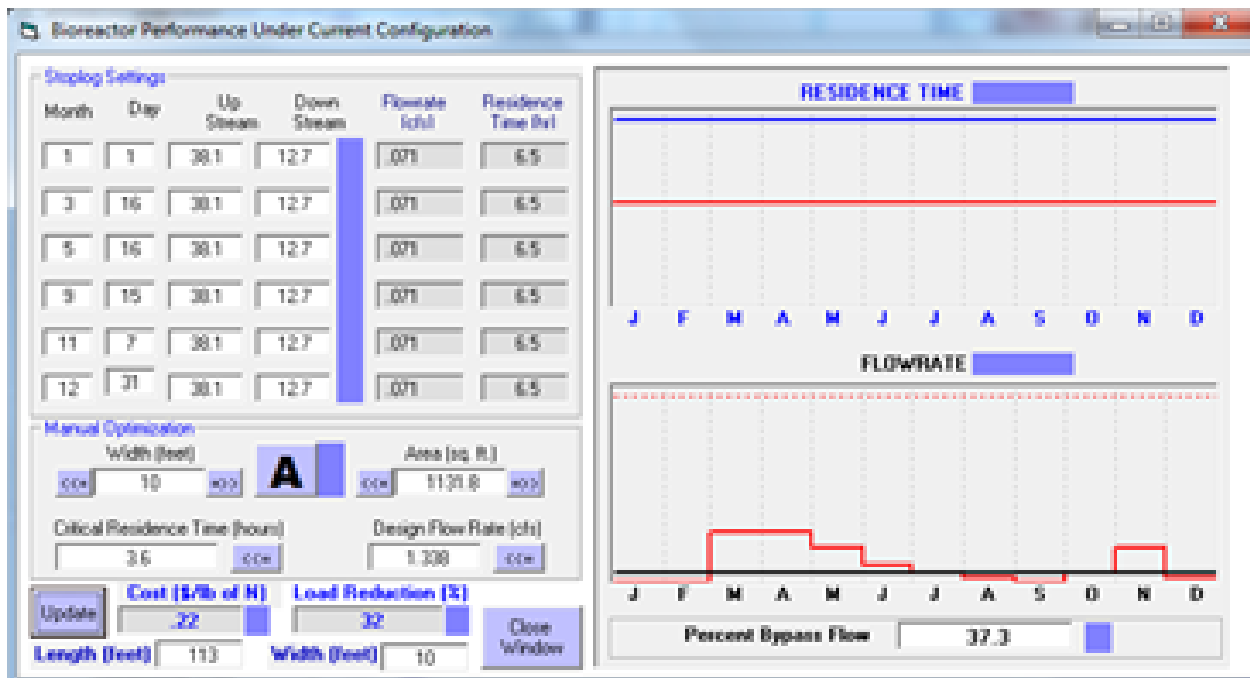 Bioreactor Performance Under Current Configuration
Stoplog Settings
Month Day Up Stream Down Stream Flowrate (cfs) Residence Time (hr)
1 1 38.1 12.7 .071 6.5
3 16 38.1 12.7 .071 6.5
5 16 38.1 12.7 .071 6.5
9 15 38.1 12.7 .071 6.5
11 7 38.1 12.7 .071 6.5
12 31 38.1 12.7 .071 6.5
Manual Optimization
Width (feet) Area (sq. ft.)
<<= 10 =>> A <<= 1131.8 =>>
Critical Residence Time (hours) Design Flow Rate (cfs)
3.6 <<= 1.338 <<=
Update Cost ($/lb of N) Load Reduction (%)
.22 32 Close Window
Length (feet) 113 Width (feet) 10
RESIDENCE TIME
J F M A M J J A S O N D
FLOWRATE
J F M A M J J A S O N D
Percent Bypass Flow 37.3